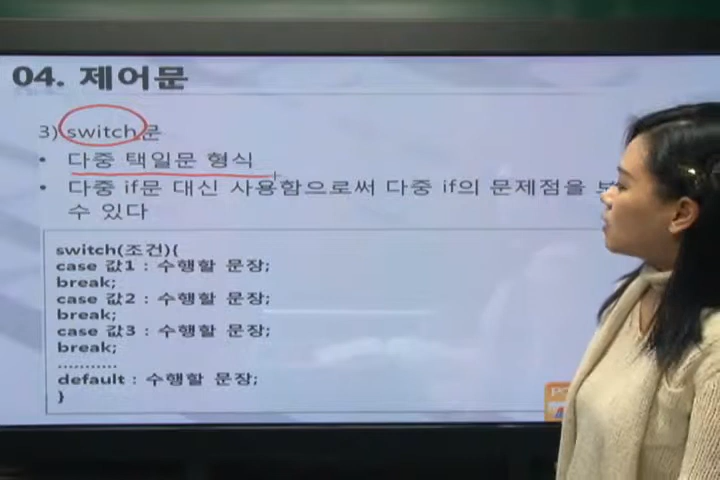 04. 제어문
3) switch문
• 다중 택일문 형식
• 다중 if문 대신 사용함으로써 다중 if의 문제점을
수 있다
switch(조건){
case 값1 : 수행할 문장;
break;
case 값2 : 수행할 문장;
break;
case 값3 : 수행할 문장;
break;
...........
default : 수행할 문장;
}